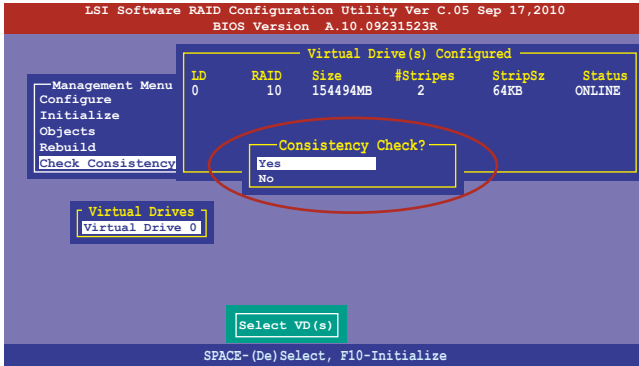 LSI Software RAID Configuration Utility Ver C.05 Sep 17,2010
BIOS Version A.10.09231523R
Virtual Drive(s) Configured
LD RAID Size #Stripes StripSz Status
0 10 154494MB 2 64KB ONLINE
Management Menu
Configure
Initialize
Objects
Rebuild
Check Consistency
Consistency Check?
Yes
No
Virtual Drives
Virtual Drive 0
Select VD(s)
SPACE-(De)Select, F10-Initialize